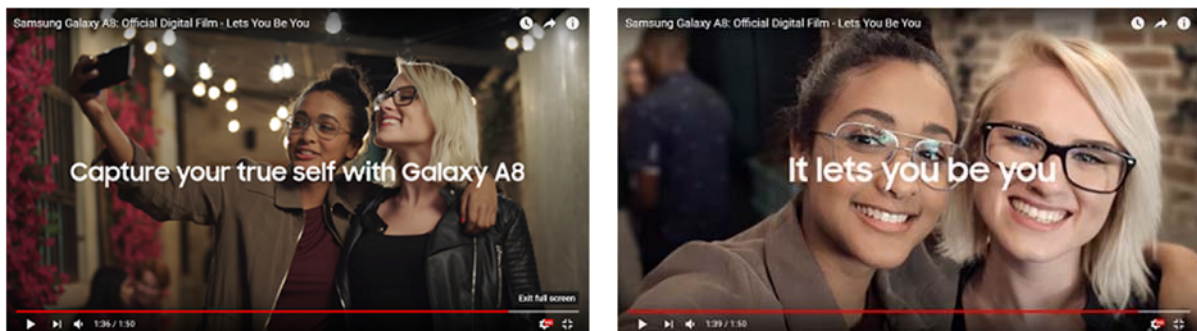 Samsung Galaxy A8: Official Digital Film - Lets You Be You
Capture your true self with Galaxy A8
Exit full screen
1:36 / 1:50
Samsung Galaxy A8: Official Digital Film - Lets You Be You
It lets you be you
1:39 / 1:50